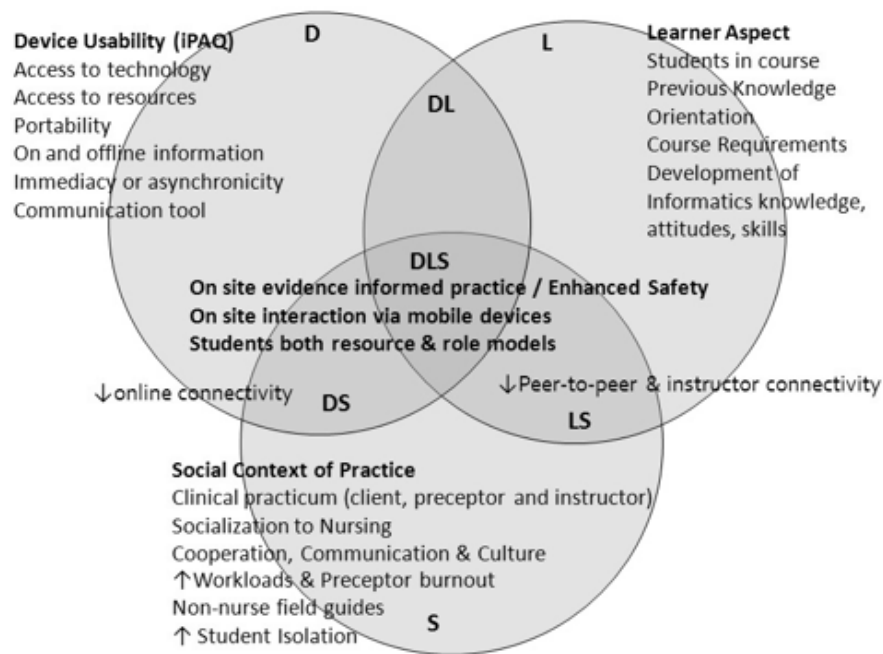 D
Device Usability (iPAQ)
Access to technology
Access to resources
Portability
On and offline information
Immediacy or asynchronicity
Communication tool
L
Learner Aspect
Students in course
Previous Knowledge
Orientation
Course Requirements
Development of
Informatics knowledge,
attitudes, skills
DL
DLS
On site evidence informed practice / Enhanced Safety
On site interaction via mobile devices
Students both resource & role models
↓online connectivity
DS
↓Peer-to-peer & instructor connectivity
LS
Social Context of Practice
Clinical practicum (client, preceptor and instructor)
Socialization to Nursing
Cooperation, Communication & Culture
↑Workloads & Preceptor burnout
Non-nurse field guides
↑ Student Isolation
S